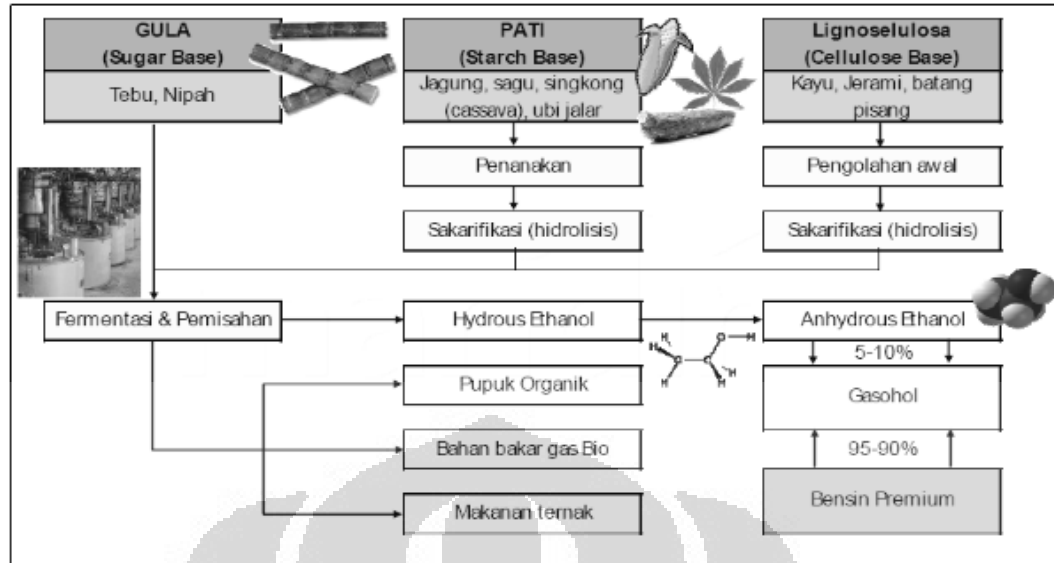 GULA
(Sugar Base)
Tebu, Nipah
PATI
(Starch Base)
Jagung, sagu, singkong
(cassava), ubi jalar
Lignoselulosa
(Cellulose Base)
Kayu, Jerami, batang
pisang
Penanakan
Pengolahan awal
Sakarifikasi (hidrolisis)
Sakarifikasi (hidrolisis)
Fermentasi & Pemisahan
Hydrous Ethanol
Anhydrous Ethanol
H H C H C O H H H
5-10%
Pupuk Organik
Gasohol
Bahan bakar gas Bio
95-90%
Makanan ternak
Bensin Premium